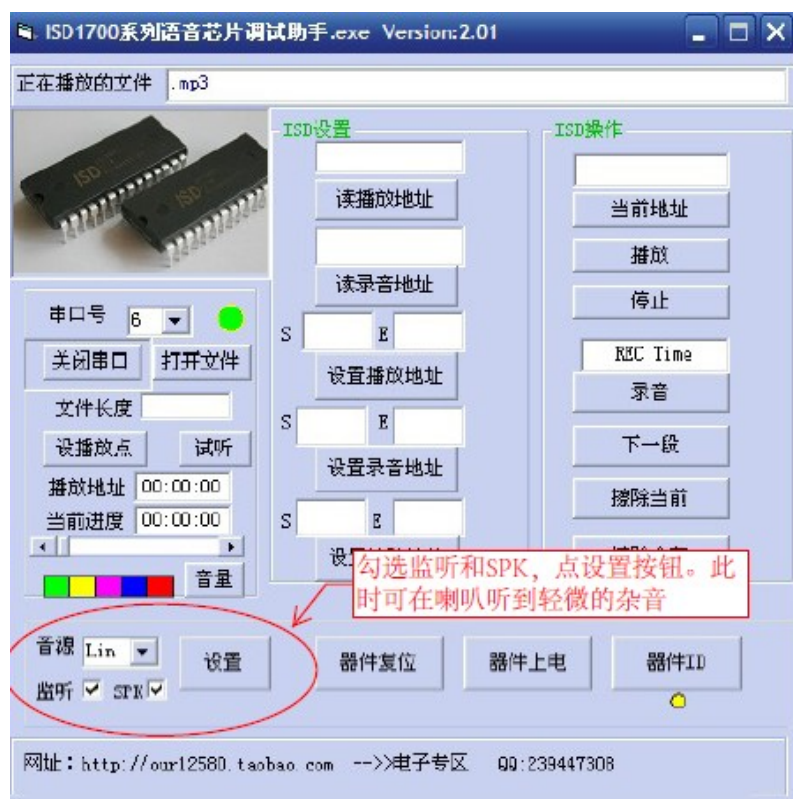 ISD1700系列语音芯片调试助手.exe Version:2.01
正在播放的文件 .mp3
ISD
ISD
串口号 6
关闭串口 打开文件
文件长度
设播放点 试听
播放地址 00:00:00
当前进度 00:00:00
音量
ISD设置
读播放地址
读录音地址
S E
设置播放地址
S E
设置录音地址
S E
设
ISD操作
当前地址
播放
停止
REC Time
录音
下一段
擦除当前
勾选监听和SPK，点设置按钮。此
时可在喇叭听到轻微的杂音
音源 Lin 设置
监听 SPK
器件复位 器件上电 器件ID
网址：http://our12580.taobao.com -->>电子专区 QQ:239447308